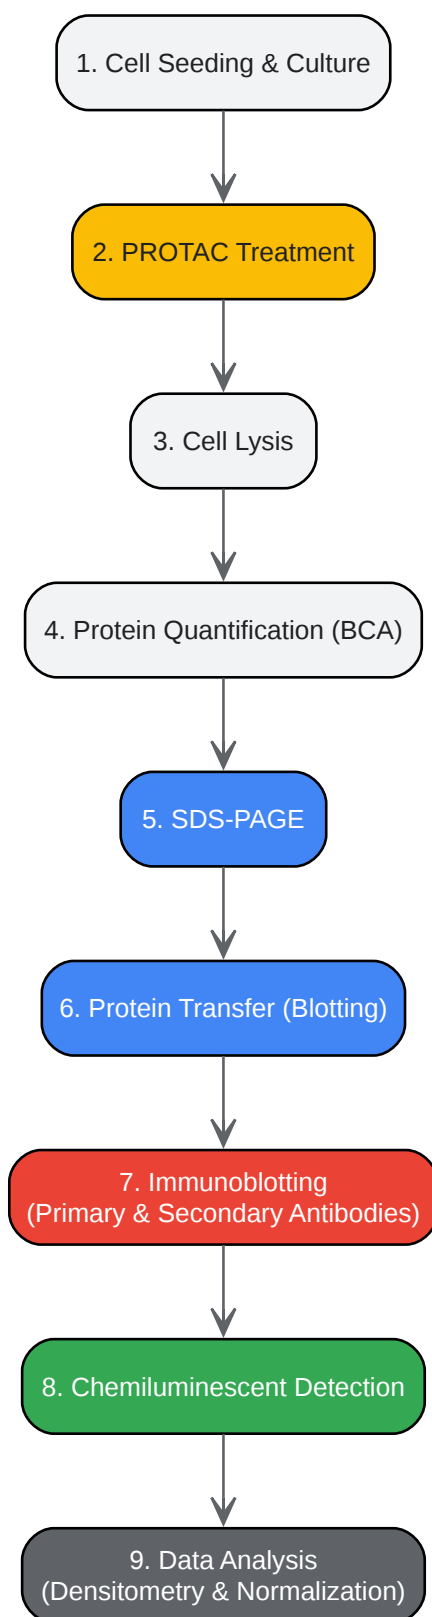 1. Cell Seeding & Culture
2. PROTAC Treatment
3. Cell Lysis
4. Protein Quantification (BCA)
5. SDS-PAGE
6. Protein Transfer (Blotting)
7. Immunoblotting
(Primary & Secondary Antibodies)
8. Chemiluminescent Detection
9. Data Analysis
(Densitometry & Normalization)